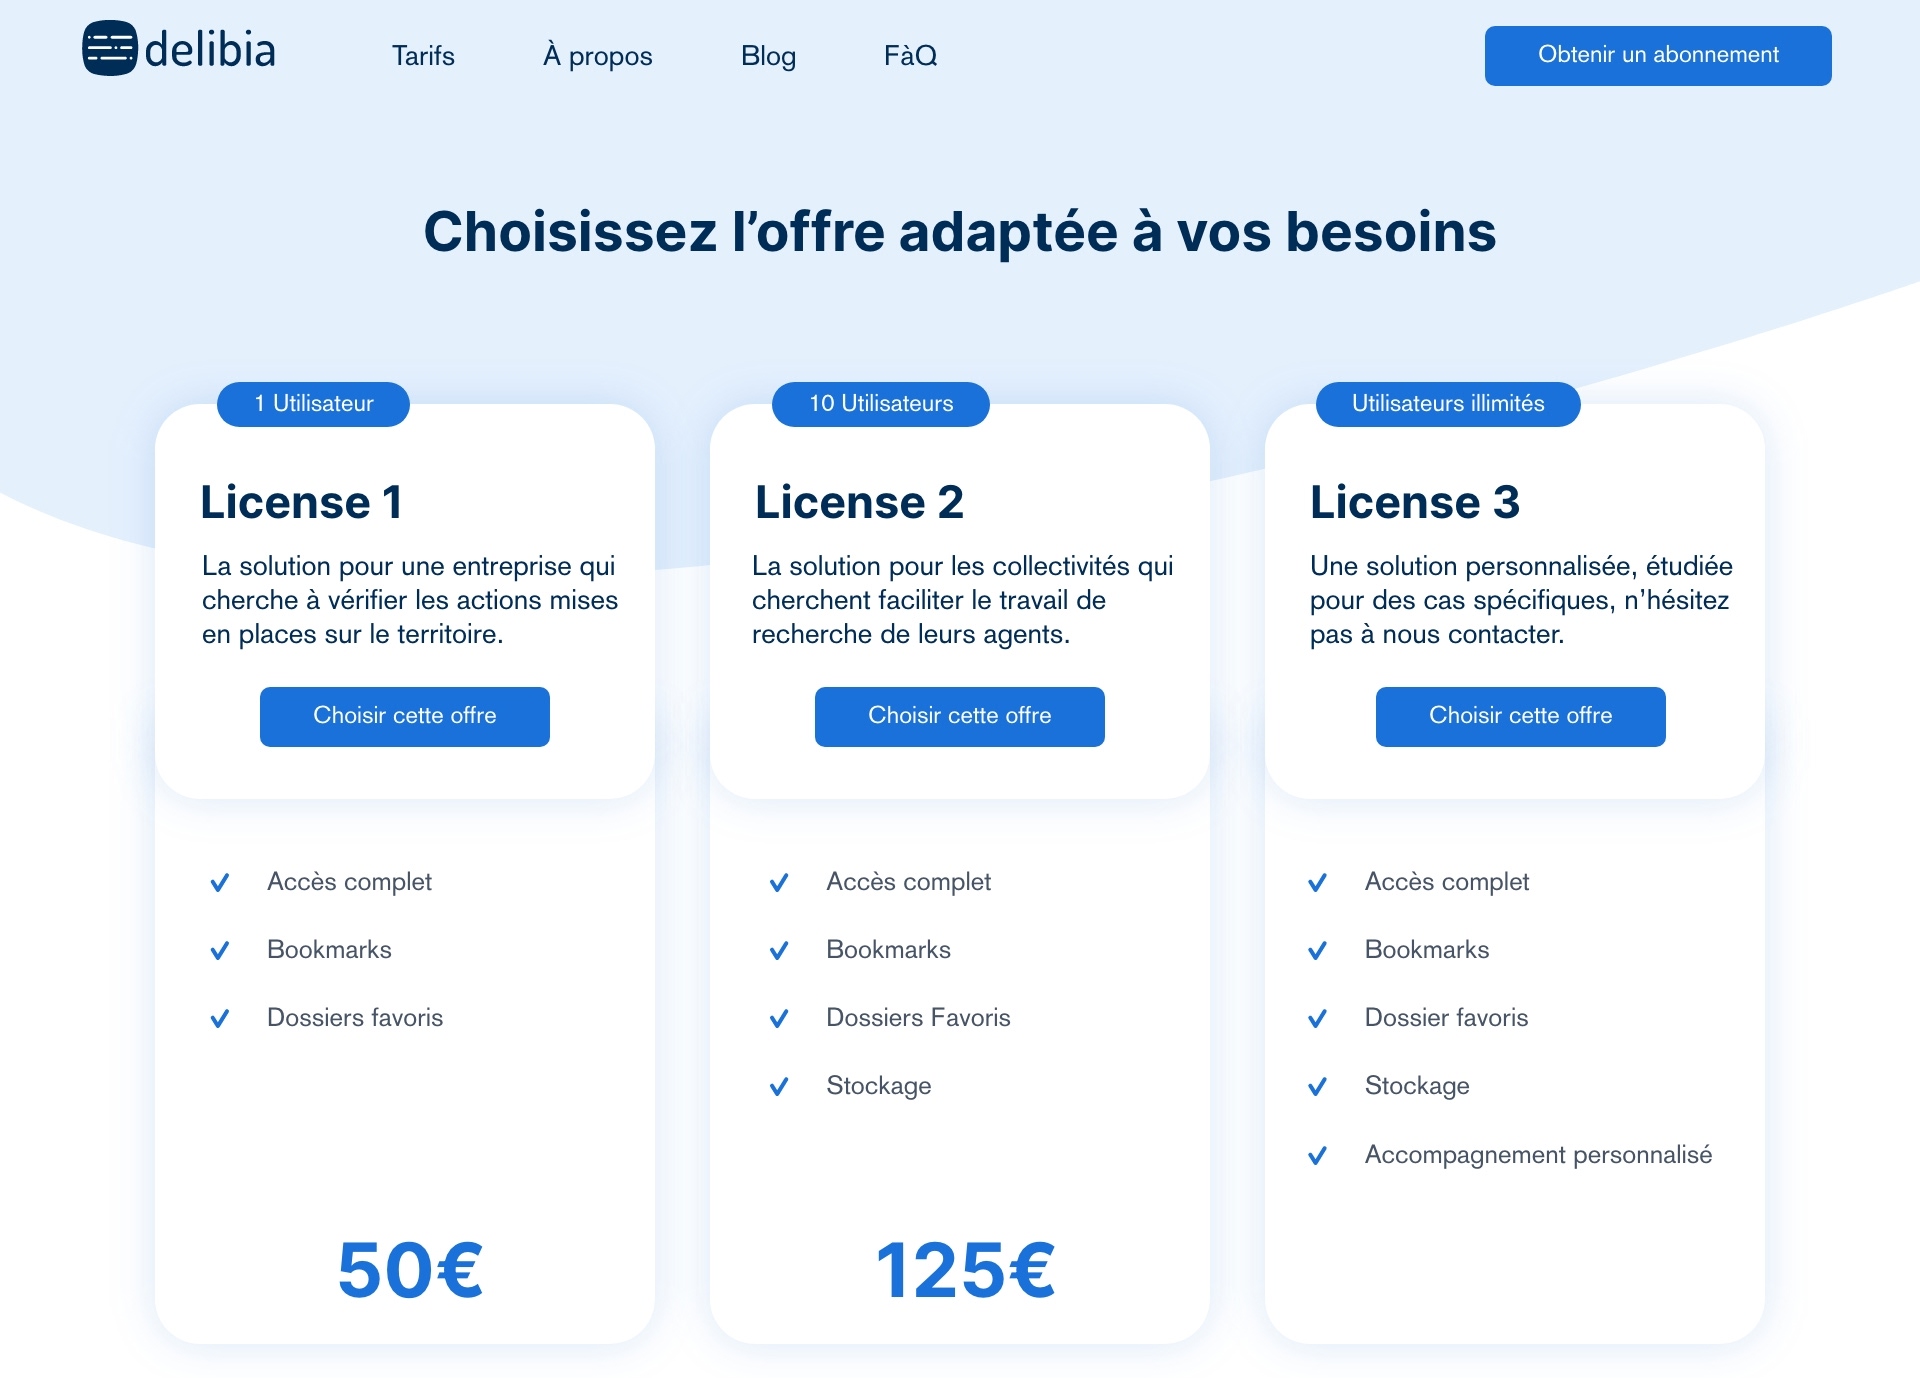 delibia
Tarifs
À propos
Blog
FàQ
Obtenir un abonnement
Choisissez l’offre adaptée à vos besoins
1 Utilisateur
License 1
La solution pour une entreprise qui
cherche à vérifier les actions mises
en places sur le territoire.
Choisir cette offre
Accès complet
Bookmarks
Dossiers favoris
50€
10 Utilisateurs
License 2
La solution pour les collectivités qui
cherchent faciliter le travail de
recherche de leurs agents.
Choisir cette offre
Accès complet
Bookmarks
Dossiers Favoris
Stockage
125€
Utilisateurs illimités
License 3
Une solution personnalisée, étudiée
pour des cas spécifiques, n’hésitez
pas à nous contacter.
Choisir cette offre
Accès complet
Bookmarks
Dossier favoris
Stockage
Accompagnement personnalisé